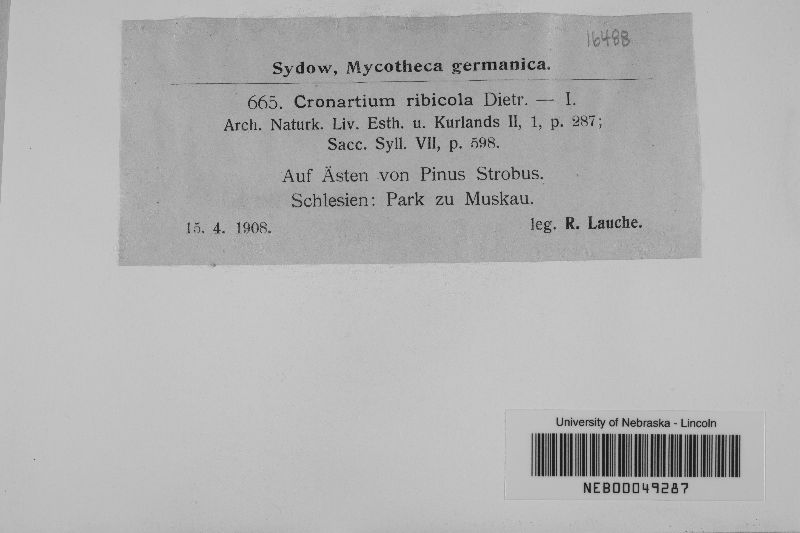 16488
Sydow, Mycotheca germanica.
665. Cronartium ribicola Dietr. — I.
Arch. Naturk. Liv. Esth. u. Kurlands II, 1, p. 287;
Sacc. Syll. VII, p. 598.
Auf Ästen von Pinus Strobus.
Schlesien: Park zu Muskau.
15. 4. 1908. leg. R. Lauche.
University of Nebraska - Lincoln
NEB00049287